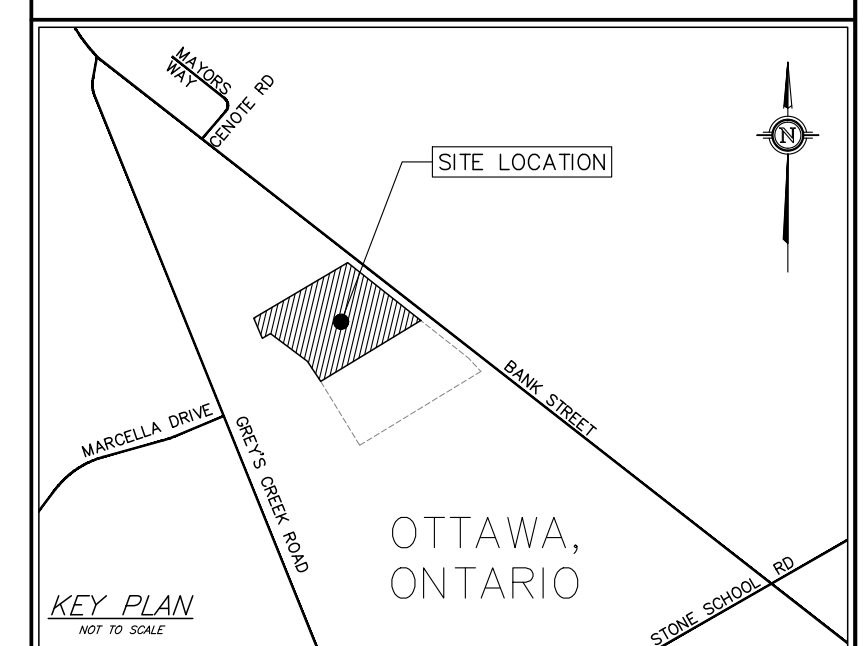 MAYORS
WAY
CENOTE RD
N
SITE LOCATION
BANK STREET
MARCELLA DRIVE
GREY'S CREEK ROAD
OTTAWA,
ONTARIO
STONE SCHOOL RD
KEY PLAN
NOT TO SCALE